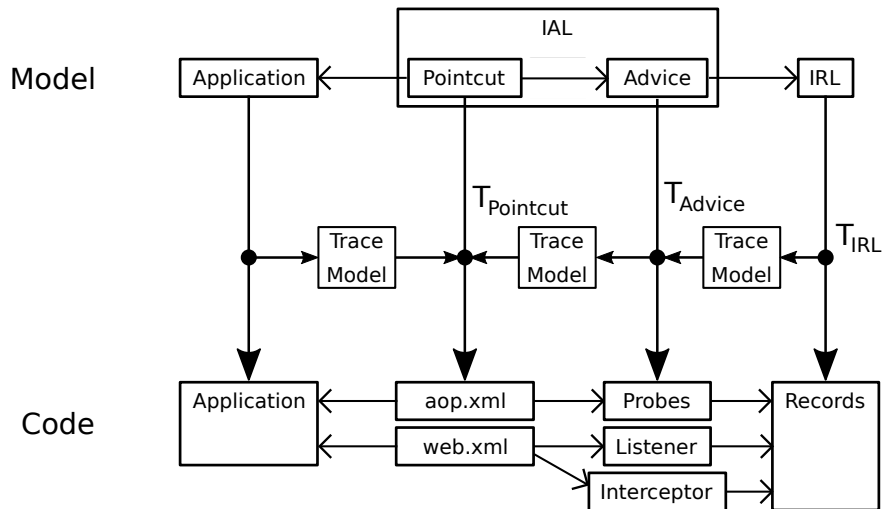 IAL
Model
Application
Pointcut
Advice
IRL
T_Pointcut
T_Advice
T_IRL
Trace
Model
Trace
Model
Trace
Model
Code
Application
aop.xml
Probes
Records
web.xml
Listener
Interceptor